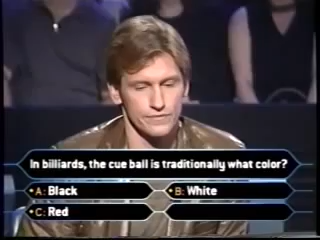 In billiards, the cue ball is traditionally what color?
A: Black
B: White
C: Red